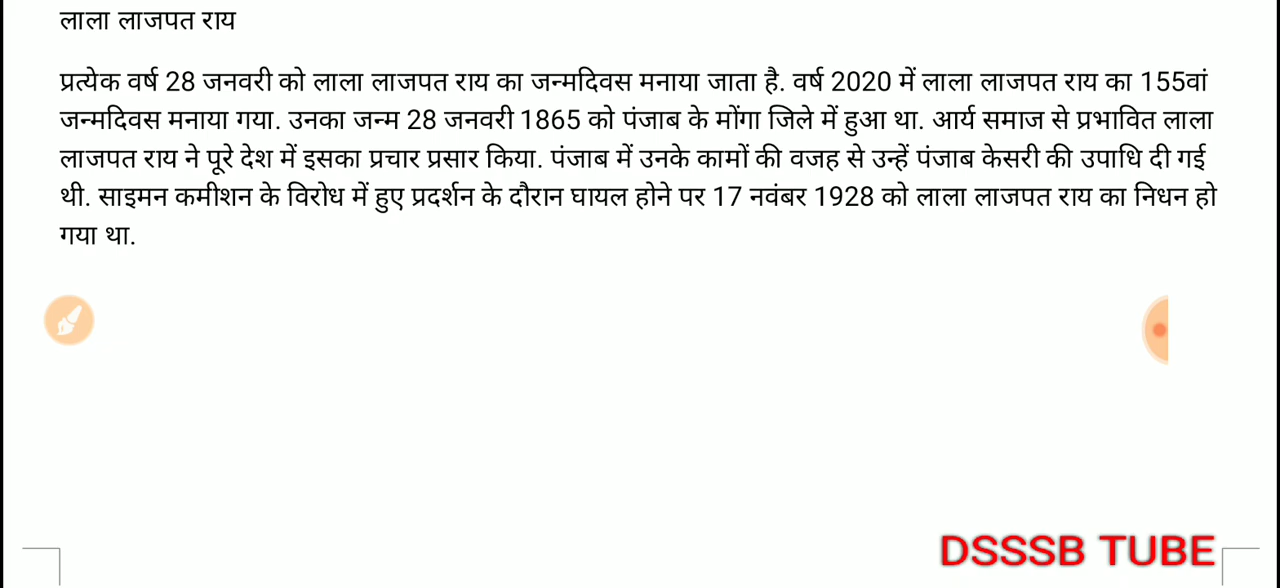 लाला लाजपत राय
प्रत्येक वर्ष 28 जनवरी को लाला लाजपत राय का जन्मदिवस मनाया जाता है. वर्ष 2020 में लाला लाजपत राय का 155वां
जन्मदिवस मनाया गया. उनका जन्म 28 जनवरी 1865 को पंजाब के मोंगा जिले में हुआ था. आर्य समाज से प्रभावित लाला
लाजपत राय ने पूरे देश में इसका प्रचार प्रसार किया. पंजाब में उनके कामों की वजह से उन्हें पंजाब केसरी की उपाधि दी गई
थी. साइमन कमीशन के विरोध में हुए प्रदर्शन के दौरान घायल होने पर 17 नवंबर 1928 को लाला लाजपत राय का निधन हो
गया था.
DSSSB TUBE